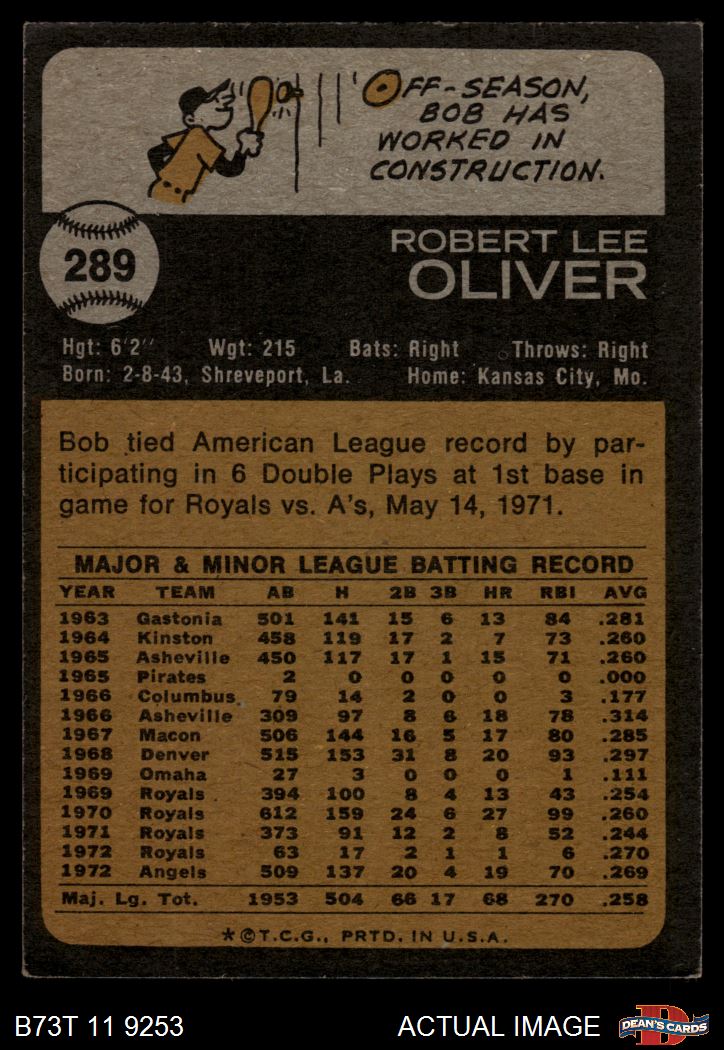 OFF-SEASON,
BOB HAS
WORKED IN
CONSTRUCTION.
289
ROBERT LEE
OLIVER
Hgt: 6'2" Wgt: 215 Bats: Right Throws: Right
Born: 2-8-43, Shreveport, La. Home: Kansas City, Mo.
Bob tied American League record by par-
ticipating in 6 Double Plays at 1st base in
game for Royals vs. A's, May 14, 1971.
MAJOR & MINOR LEAGUE BATTING RECORD
YEAR TEAM AB H 2B 3B HR RBI AVG
1963 Gastonia 501 141 15 6 13 84 .281
1964 Kinston 458 119 17 2 7 73 .260
1965 Asheville 450 117 17 1 15 71 .260
1965 Pirates 2 0 0 0 0 0 .000
1966 Columbus 79 14 2 0 0 3 .177
1966 Asheville 309 97 8 6 18 78 .314
1967 Macon 506 144 16 5 17 80 .285
1968 Denver 515 153 31 8 20 93 .297
1969 Omaha 27 3 0 0 0 1 .111
1969 Royals 394 100 8 4 13 43 .254
1970 Royals 612 159 24 6 27 99 .260
1971 Royals 373 91 12 2 8 52 .244
1972 Royals 63 17 2 1 1 6 .270
1972 Angels 509 137 20 4 19 70 .269
Maj. Lg. Tot. 1953 504 66 17 68 270 .258
*©T.C.G., PRTD. IN U.S.A.
B73T 11 9253 ACTUAL IMAGE
DEAN'S CARDS